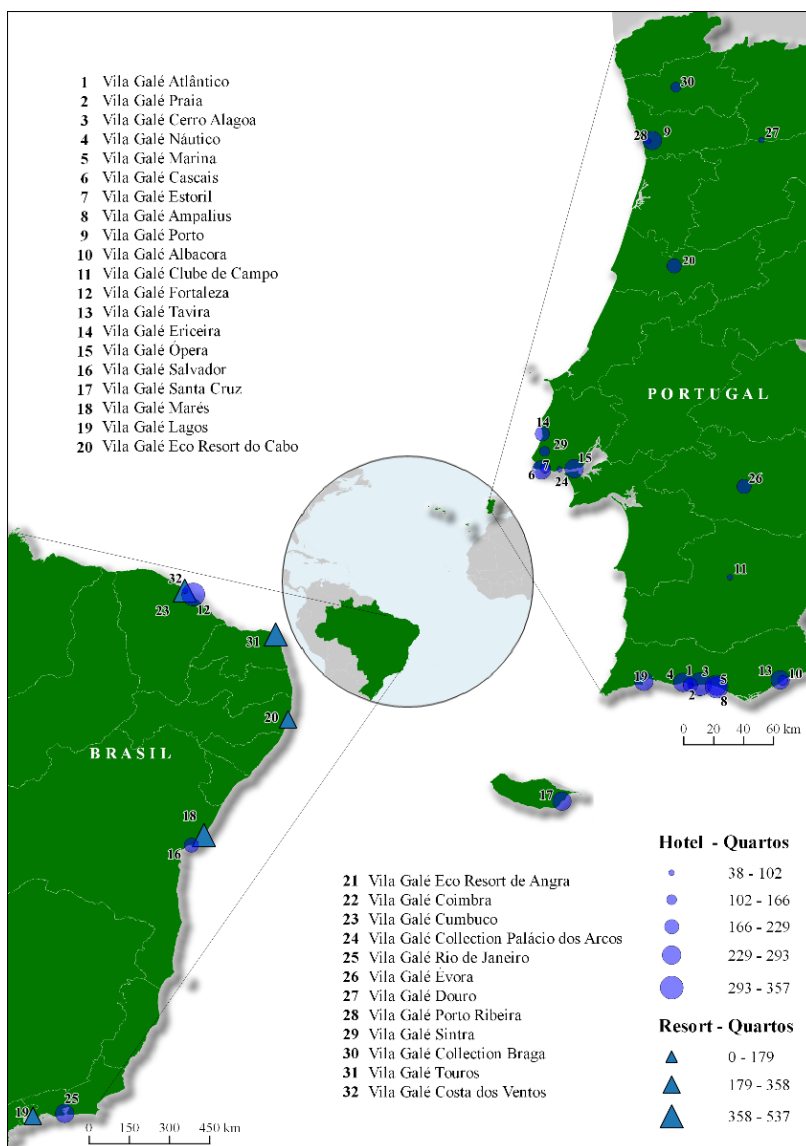 1 Vila Galé Atlântico
2 Vila Galé Praia
3 Vila Galé Cerro Alagoa
4 Vila Galé Náutico
5 Vila Galé Marina
6 Vila Galé Cascais
7 Vila Galé Estoril
8 Vila Galé Ampalius
9 Vila Galé Porto
10 Vila Galé Albacora
11 Vila Galé Clube de Campo
12 Vila Galé Fortaleza
13 Vila Galé Tavira
14 Vila Galé Ericeira
15 Vila Galé Ópera
16 Vila Galé Salvador
17 Vila Galé Santa Cruz
18 Vila Galé Marés
19 Vila Galé Lagos
20 Vila Galé Eco Resort do Cabo
30
28
9
27
20
PORTUGAL
14
29
7
15
6
24
26
11
19
4
1
3
5
2
8
13
10
0 20 40 60 km
32
23
12
31
20
BRASIL
18
16
19
25
0 150 300 450 km
17
21 Vila Galé Eco Resort de Angra
22 Vila Galé Coimbra
23 Vila Galé Cumbuco
24 Vila Galé Collection Palácio dos Arcos
25 Vila Galé Rio de Janeiro
26 Vila Galé Évora
27 Vila Galé Douro
28 Vila Galé Porto Ribeira
29 Vila Galé Sintra
30 Vila Galé Collection Braga
31 Vila Galé Touros
32 Vila Galé Costa dos Ventos
Hotel - Quartos
38 - 102
102 - 166
166 - 229
229 - 293
293 - 357
Resort - Quartos
0 - 179
179 - 358
358 - 537